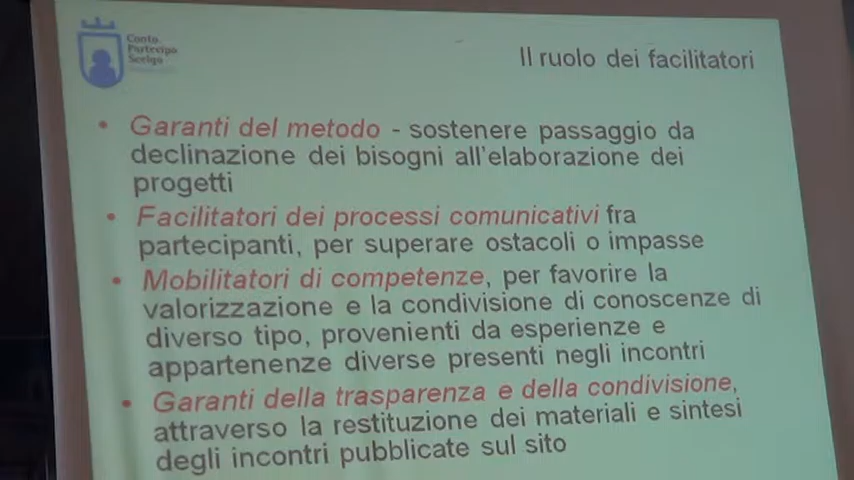 Conto
Partecipo
Scelgo
Il ruolo dei facilitatori
• Garanti del metodo - sostenere passaggio da
declinazione dei bisogni all'elaborazione dei
progetti
• Facilitatori dei processi comunicativi fra
partecipanti, per superare ostacoli o impasse
• Mobilitatori di competenze, per favorire la
valorizzazione e la condivisione di conoscenze di
diverso tipo, provenienti da esperienze e
appartenenze diverse presenti negli incontri
• Garanti della trasparenza e della condivisione,
attraverso la restituzione dei materiali e sintesi
degli incontri pubblicate sul sito